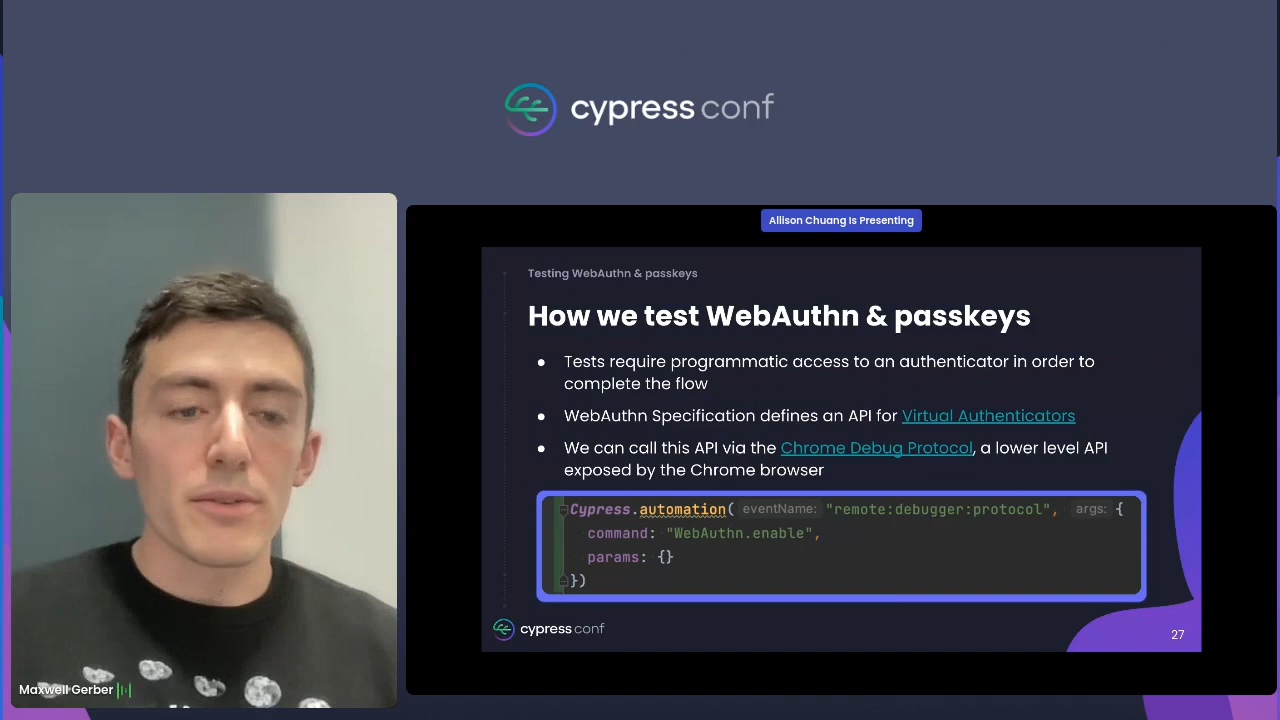 cypress conf
Allison Chuang Is Presenting
Testing WebAuthn & passkeys
How we test WebAuthn & passkeys
● Tests require programmatic access to an authenticator in order to
complete the flow
● WebAuthn Specification defines an API for Virtual Authenticators
● We can call this API via the Chrome Debug Protocol, a lower level API
exposed by the Chrome browser
Cypress.automation( eventName: "remote:debugger:protocol", args: {
command: "WebAuthn.enable",
params: {}
})
cypress conf
27
Maxwell Gerber